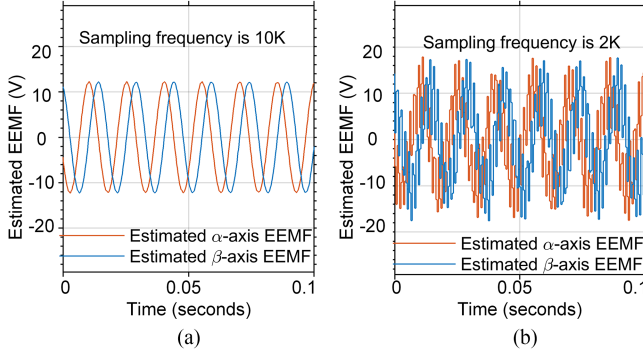 Sampling frequency is 10K
Estimated EEMF (V)
20
10
0
-10
-20
Estimated α-axis EEMF
Estimated β-axis EEMF
0 0.05 0.1
Time (seconds)
(a)
Sampling frequency is 2K
Estimated EEMF (V)
20
10
0
-10
-20
Estimated α-axis EEMF
Estimated β-axis EEMF
0 0.05 0.1
Time (seconds)
(b)